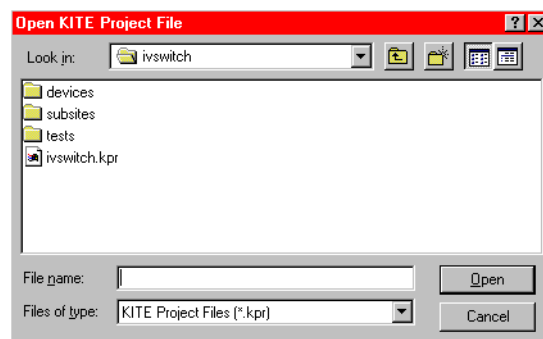 Open KITE Project File
Look in: ivswitch
devices
subsites
tests
ivswitch.kpr
File name:
Open
Files of type: KITE Project Files (*.kpr)
Cancel